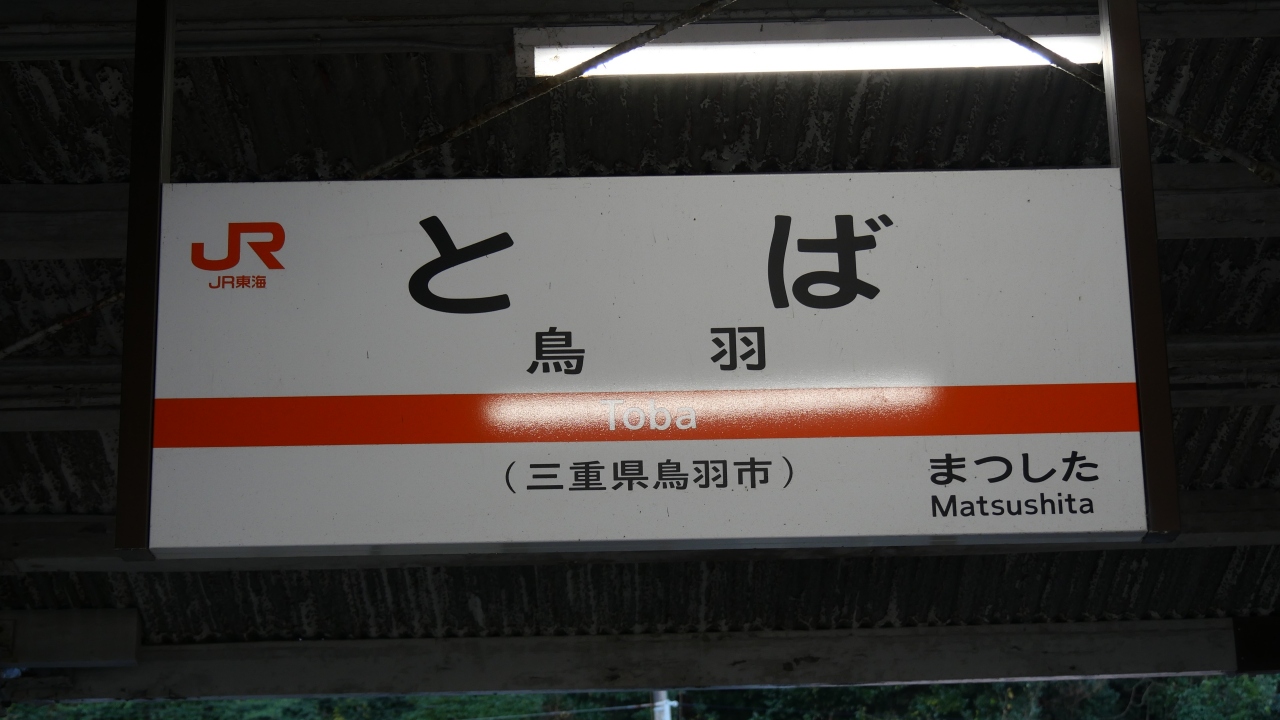 JR
JR東海
とば
鳥羽
Toba
(三重県鳥羽市)
まつした
Matsushita